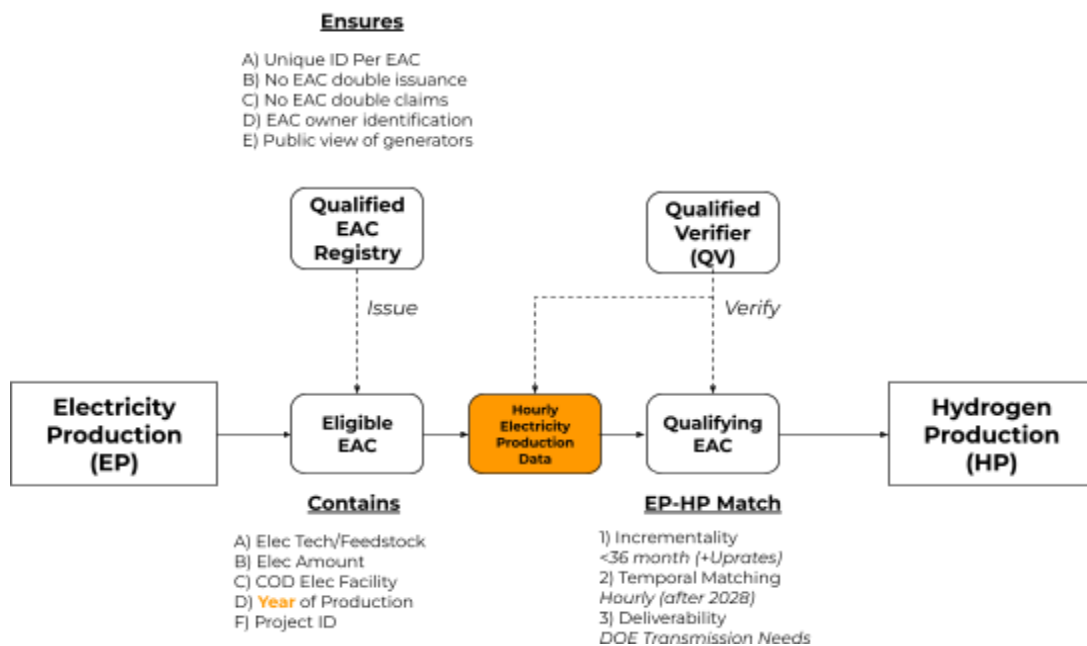 Ensures
A) Unique ID Per EAC
B) No EAC double issuance
C) No EAC double claims
D) EAC owner identification
E) Public view of generators
Qualified
EAC
Registry
Qualified
Verifier
(QV)
Issue
Verify
Electricity
Production
(EP)
Eligible
EAC
Hourly
Electricity
Production
Data
Qualifying
EAC
Hydrogen
Production
(HP)
Contains
A) Elec Tech/Feedstock
B) Elec Amount
C) COD Elec Facility
D) Year of Production
F) Project ID
EP-HP Match
1) Incrementality
<36 month (+Uprates)
2) Temporal Matching
Hourly (after 2028)
3) Deliverability
DOE Transmission Needs